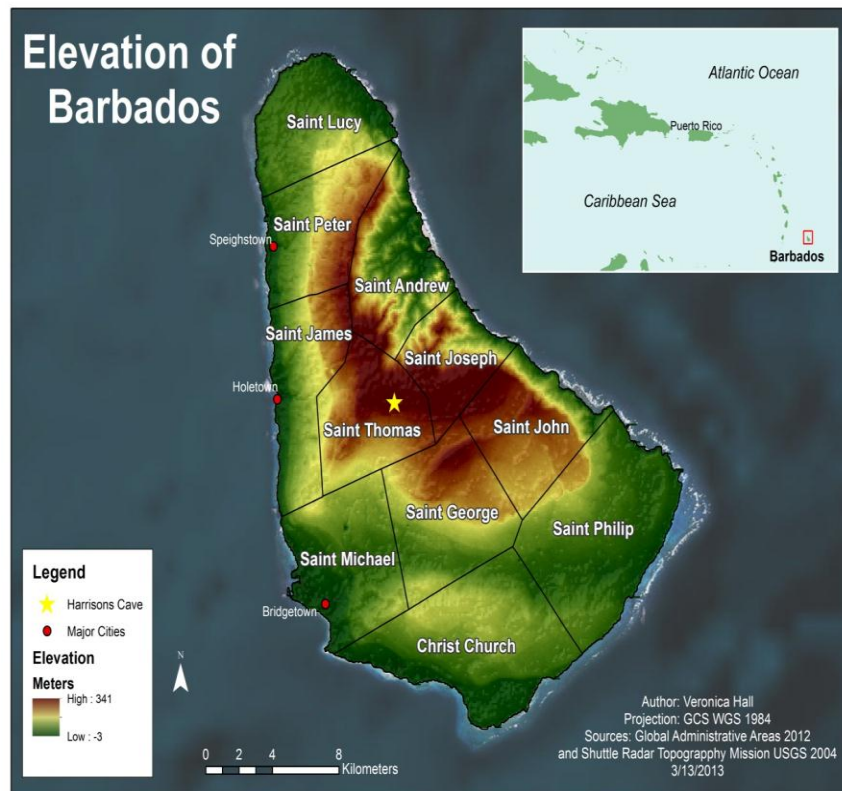 Elevation of
Barbados
Atlantic Ocean
Puerto Rico
Caribbean Sea
Barbados
Saint Lucy
Saint Peter
Speighstown
Saint Andrew
Saint James
Saint Joseph
Holetown
Saint Thomas
Saint John
Saint George
Saint Philip
Saint Michael
Bridgetown
Christ Church
Legend
Harrisons Cave
Major Cities
Elevation
Meters
High : 341
Low : -3
N
0 2 4 8
Kilometers
Author: Veronica Hall
Projection: GCS WGS 1984
Sources: Global Administrative Areas 2012
and Shuttle Radar Topograpphy Mission USGS 2004
3/13/2013